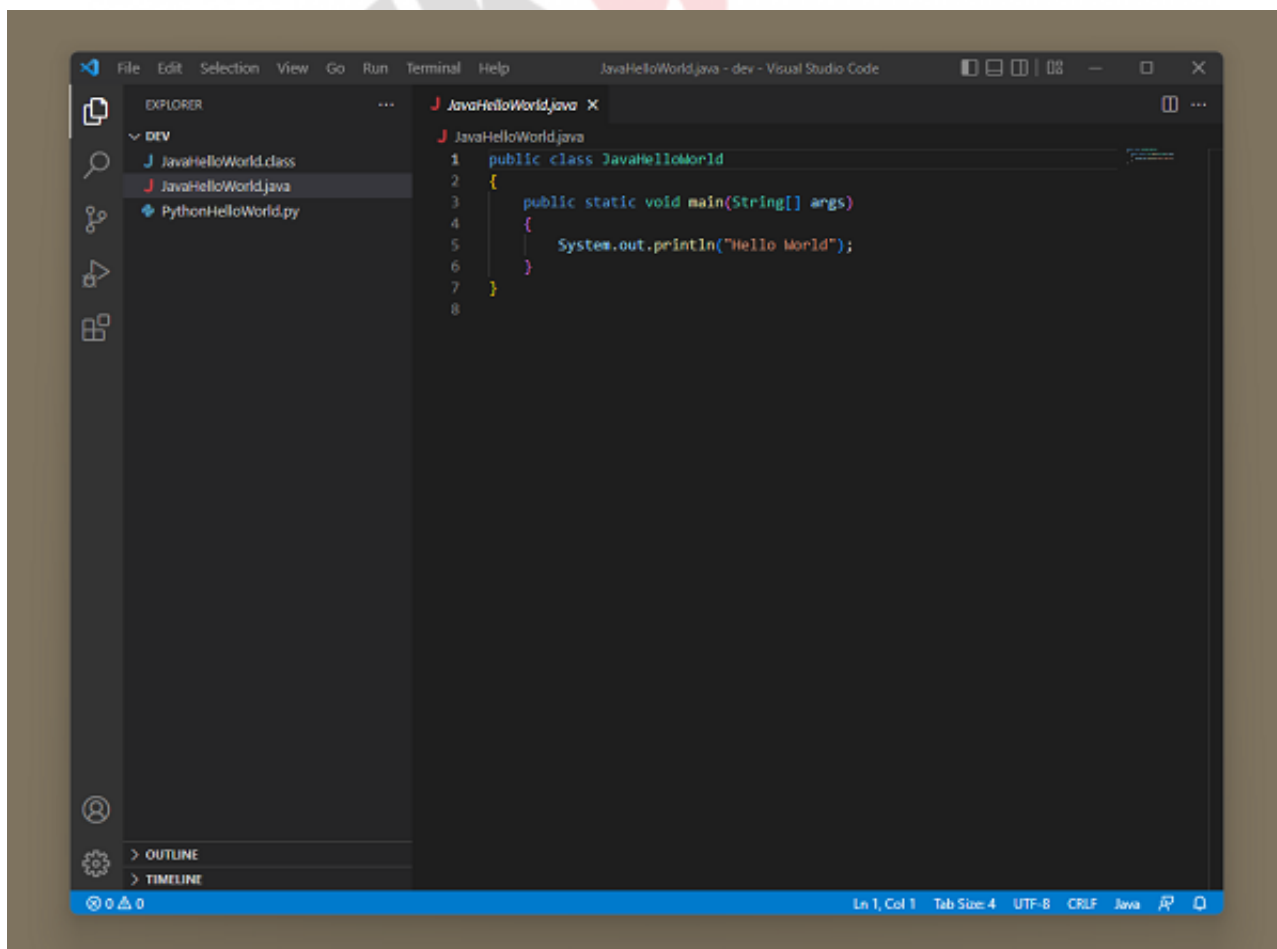 File Edit Selection View Go Run Terminal Help JavaHelloWorld.java - dev - Visual Studio Code
EXPLORER
DEV
JavaHelloWorld.class
JavaHelloWorld.java
PythonHelloWorld.py
OUTLINE
TIMELINE
J JavaHelloWorld.java
J JavaHelloWorld.java
1 public class JavaHelloWorld
2 {
3 public static void main(String[] args)
4 {
5 System.out.println("Hello World");
6 }
7 }
8
0 0 Ln 1, Col 1 Tab Size: 4 UTF-8 CRLF Java